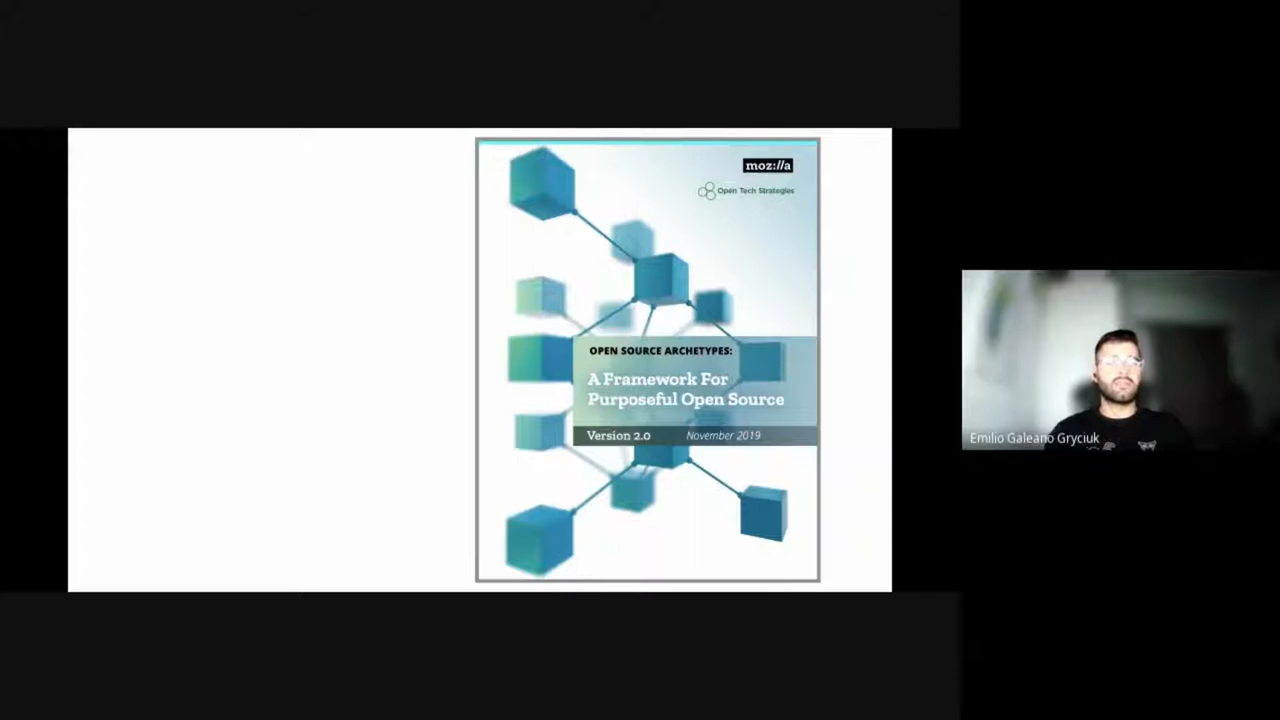 moz://a
Open Tech Strategies
OPEN SOURCE ARCHETYPES:
A Framework For
Purposeful Open Source
Version 2.0 November 2019
Emilio Galeano Gryciuk